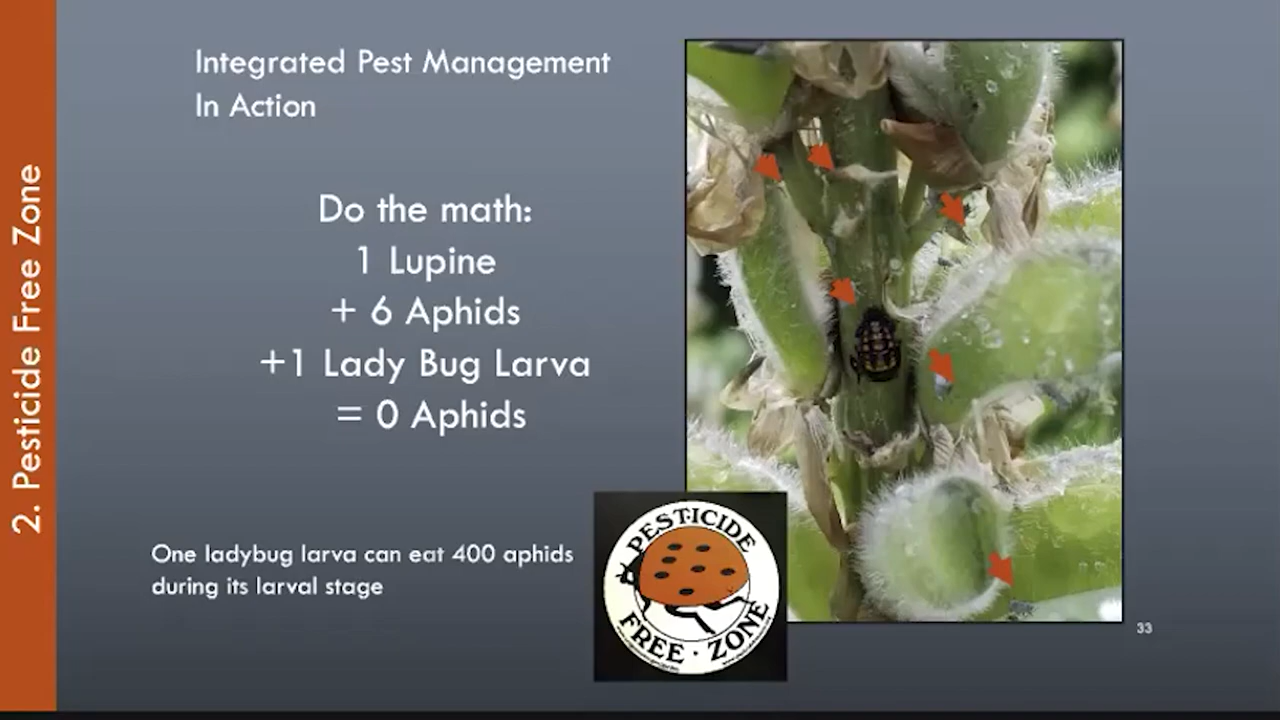 2. Pesticide Free Zone
Integrated Pest Management
In Action
Do the math:
1 Lupine
+ 6 Aphids
+1 Lady Bug Larva
= 0 Aphids
One ladybug larva can eat 400 aphids
during its larval stage
PESTICIDE
FREE · ZONE
33